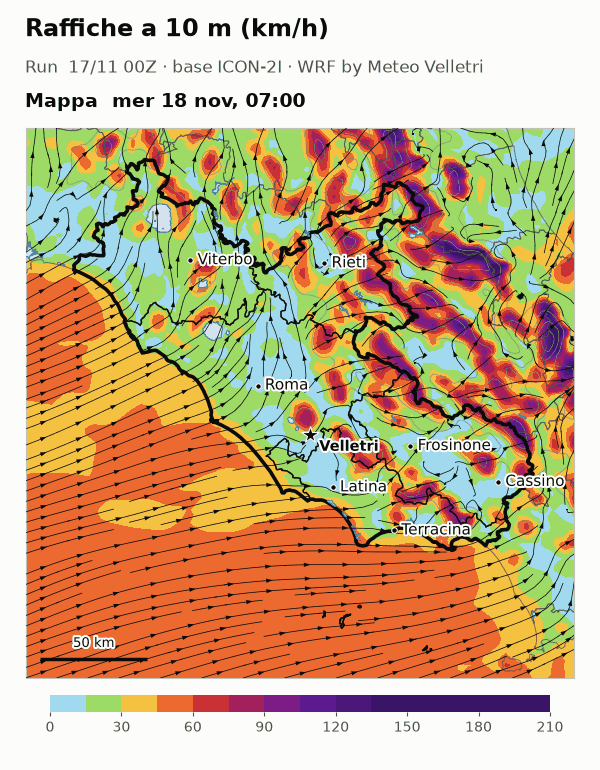 Raffiche a 10 m (km/h)
Run 17/11 00Z · base ICON-2I · WRF by Meteo Velletri
Mappa mer 18 nov, 07:00
Viterbo
Rieti
Roma
Velletri
Frosinone
Latina
Cassino
Terracina
50 km
0 30 60 90 120 150 180 210